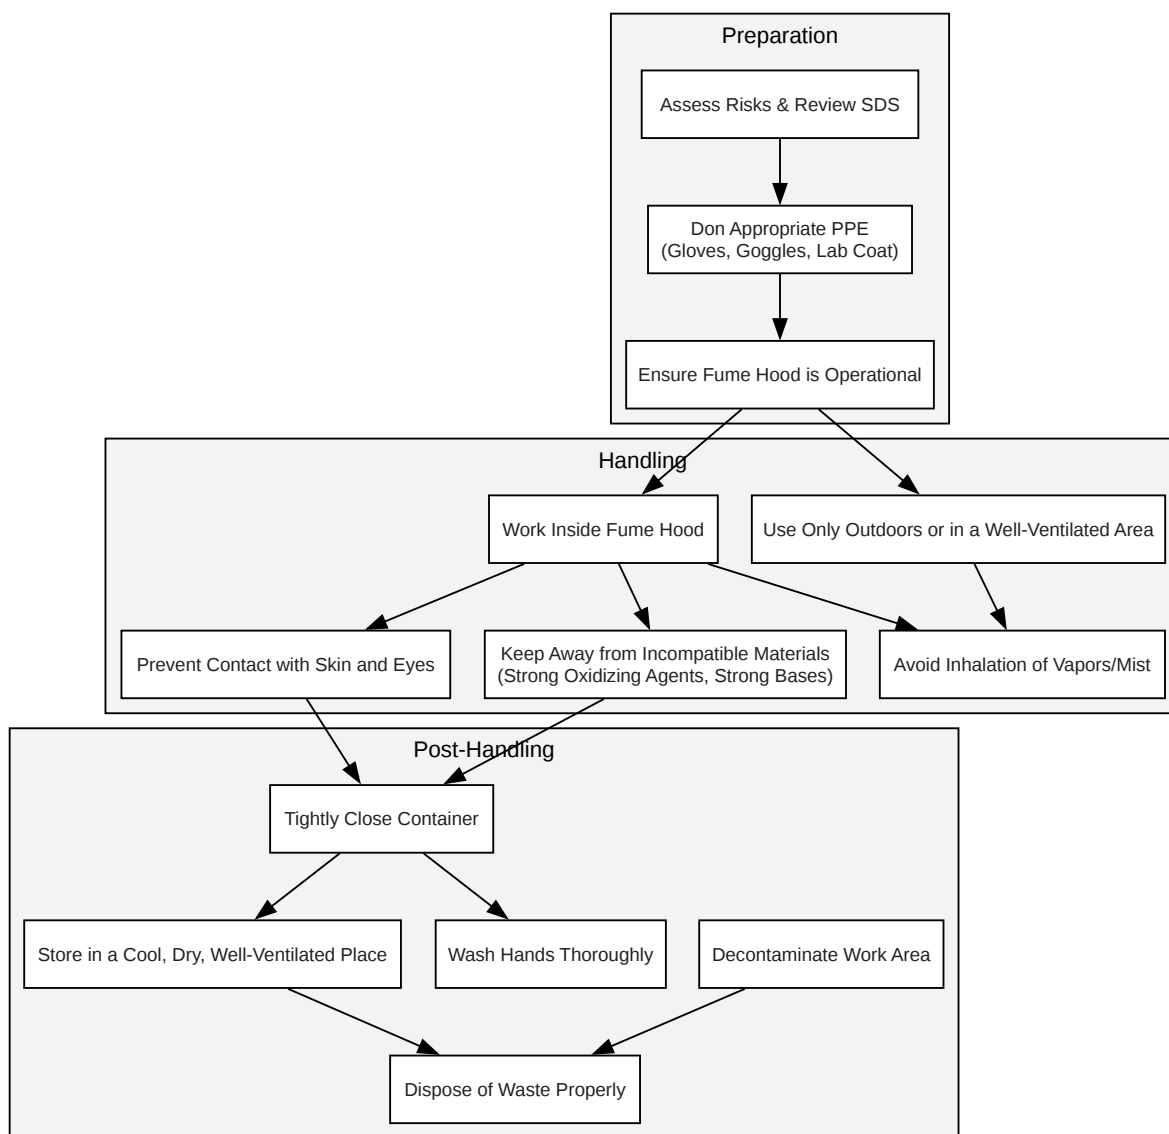 Preparation
Assess Risks & Review SDS
Don Appropriate PPE
(Gloves, Goggles, Lab Coat)
Ensure Fume Hood is Operational
Handling
Work Inside Fume Hood
Use Only Outdoors or in a Well-Ventilated Area
Prevent Contact with Skin and Eyes
Keep Away from Incompatible Materials
(Strong Oxidizing Agents, Strong Bases)
Avoid Inhalation of Vapors/Mist
Post-Handling
Tightly Close Container
Store in a Cool, Dry, Well-Ventilated Place
Wash Hands Thoroughly
Decontaminate Work Area
Dispose of Waste Properly